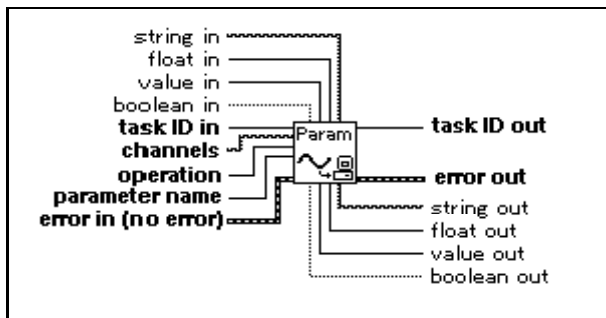 string in
float in
value in
boolean in
task ID in
channels
operation
parameter name
error in (no error)
Param
task ID out
error out
string out
float out
value out
boolean out